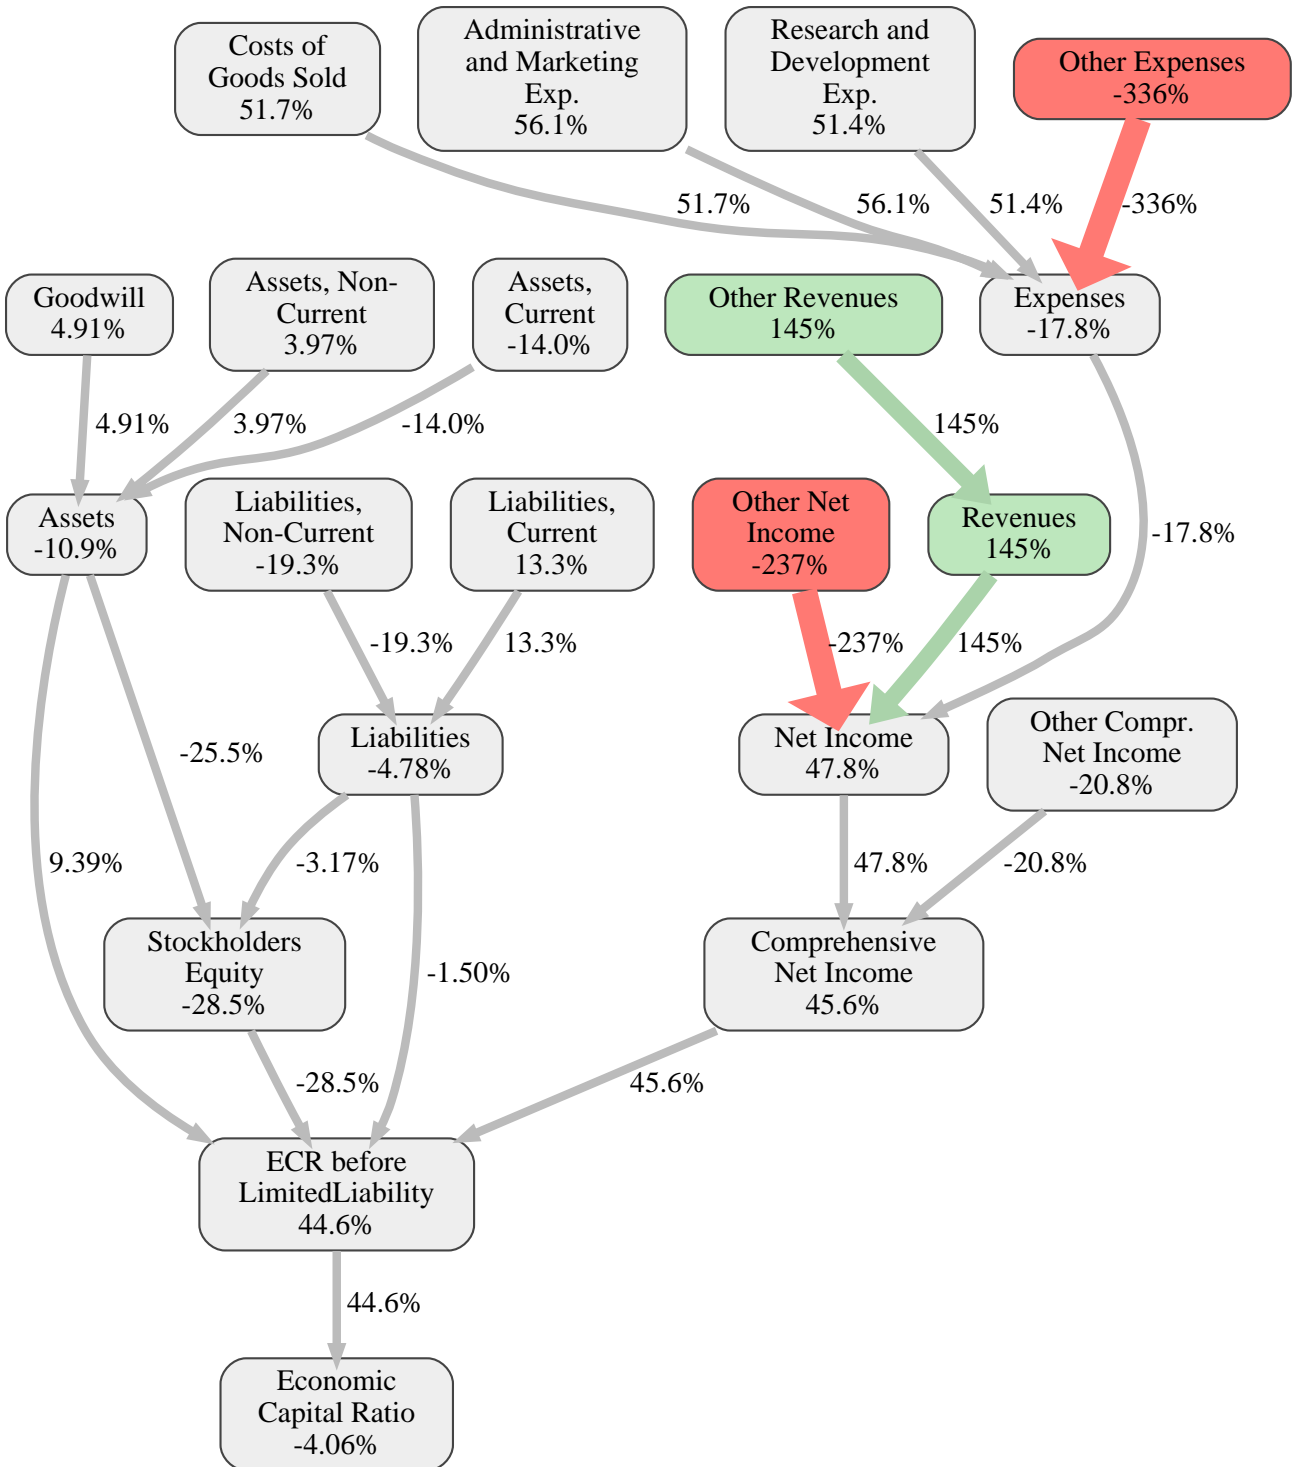 Costs of
Goods Sold
51.7%
Administrative
and Marketing
Exp.
56.1%
Research and
Development
Exp.
51.4%
Other Expenses
-336%
51.7%
56.1%
51.4%
-336%
Goodwill
4.91%
Assets, Non-
Current
3.97%
Assets,
Current
-14.0%
Other Revenues
145%
Expenses
-17.8%
4.91%
3.97%
-14.0%
145%
Assets
-10.9%
Liabilities,
Non-Current
-19.3%
Liabilities,
Current
13.3%
Other Net
Income
-237%
Revenues
145%
-17.8%
-19.3%
13.3%
-237%
145%
-25.5%
Liabilities
-4.78%
Net Income
47.8%
Other Compr.
Net Income
-20.8%
9.39%
-3.17%
47.8%
-20.8%
Stockholders
Equity
-28.5%
-1.50%
Comprehensive
Net Income
45.6%
-28.5%
45.6%
ECR before
LimitedLiability
44.6%
44.6%
Economic
Capital Ratio
-4.06%